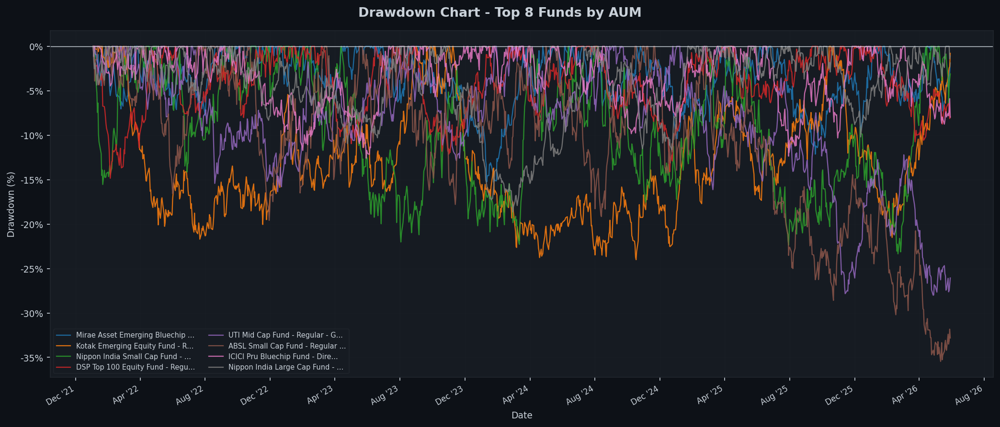 Drawdown Chart - Top 8 Funds by AUM
Drawdown (%)
0%
-5%
-10%
-15%
-20%
-25%
-30%
-35%
Mirae Asset Emerging Bluechip ...
Kotak Emerging Equity Fund - R...
Nippon India Small Cap Fund - ...
DSP Top 100 Equity Fund - Regu...
UTI Mid Cap Fund - Regular - G...
ABSL Small Cap Fund - Regular ...
ICICI Pru Bluechip Fund - Dire...
Nippon India Large Cap Fund - ...
Dec '21
Apr '22
Aug '22
Dec '22
Apr '23
Aug '23
Dec '23
Apr '24
Aug '24
Dec '24
Apr '25
Aug '25
Dec '25
Apr '26
Aug '26
Date